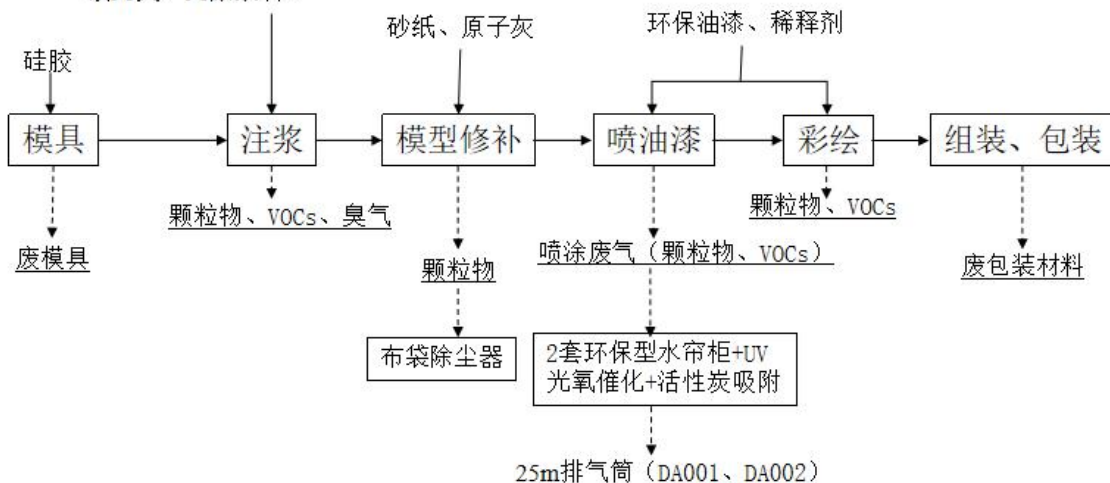 砂纸、原子灰
环保油漆、稀释剂
硅胶
模具
注浆
模型修补
喷油漆
彩绘
组装、包装
颗粒物、VOCs、臭气
颗粒物、VOCs
废模具
颗粒物
喷涂废气（颗粒物、VOCs）
废包装材料
布袋除尘器
2套环保型水帘柜+UV
光氧催化+活性炭吸附
25m排气筒（DA001、DA002）